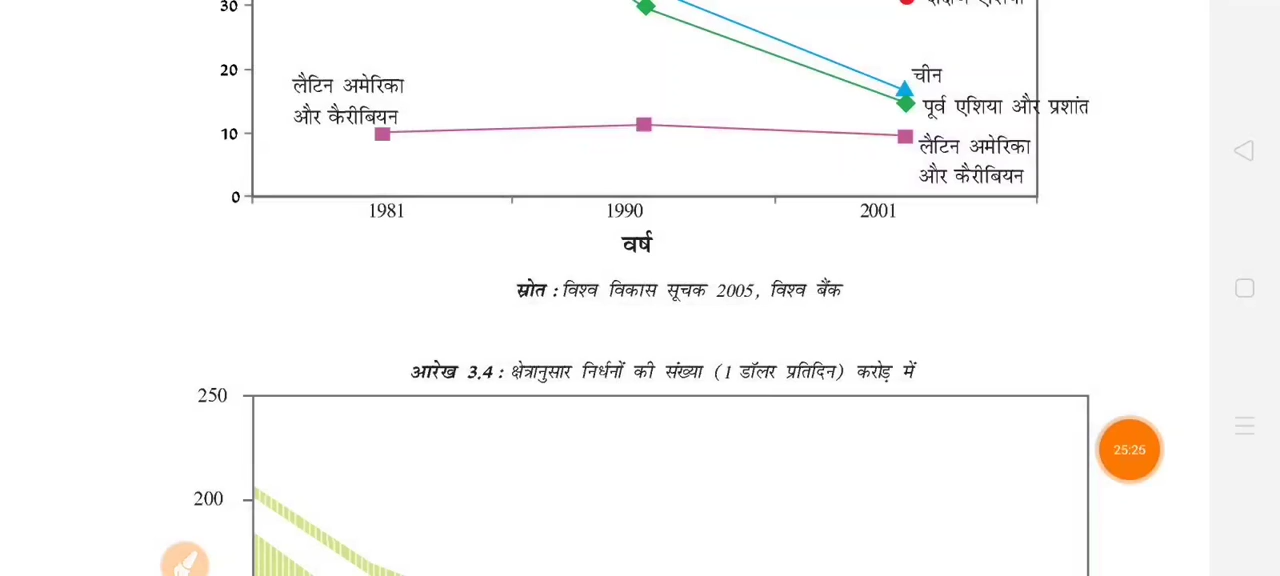 30
20
लैटिन अमेरिका
और कैरीबियन
चीन
पूर्व एशिया और प्रशांत
10
लैटिन अमेरिका
और कैरीबियन
0
1981 1990 2001
वर्ष
स्रोत : विश्व विकास सूचक 2005, विश्व बैंक
आरेख 3.4 : क्षेत्रानुसार निर्धनों की संख्या (1 डॉलर प्रतिदिन) करोड़ में
250
200
25:26